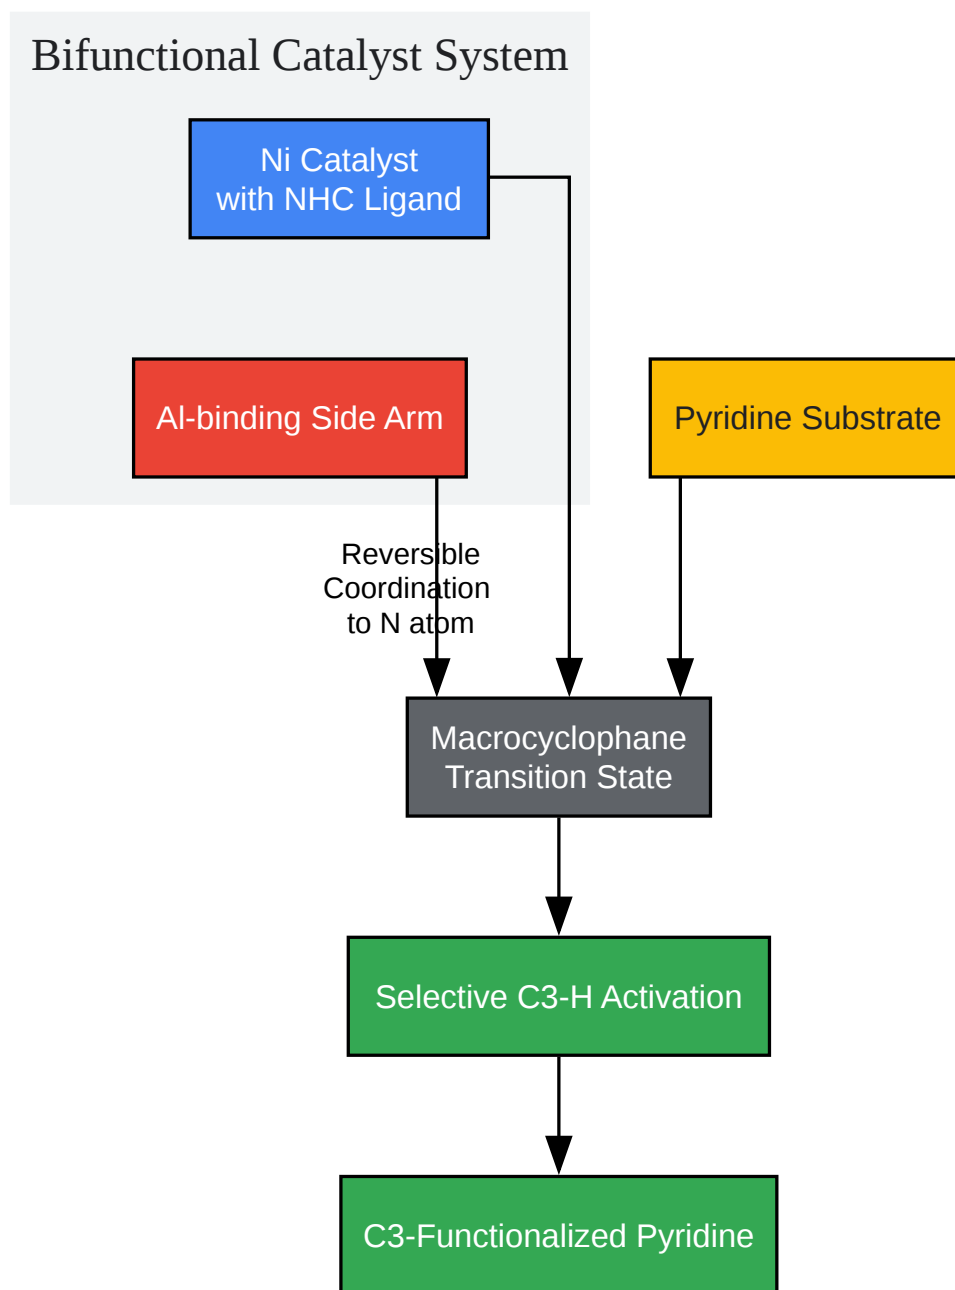 Bifunctional Catalyst System
Ni Catalyst
with NHC Ligand
Al-binding Side Arm
Pyridine Substrate
Reversible
Coordination
to N atom
Macrocyclophane
Transition State
Selective C3-H Activation
C3-Functionalized Pyridine